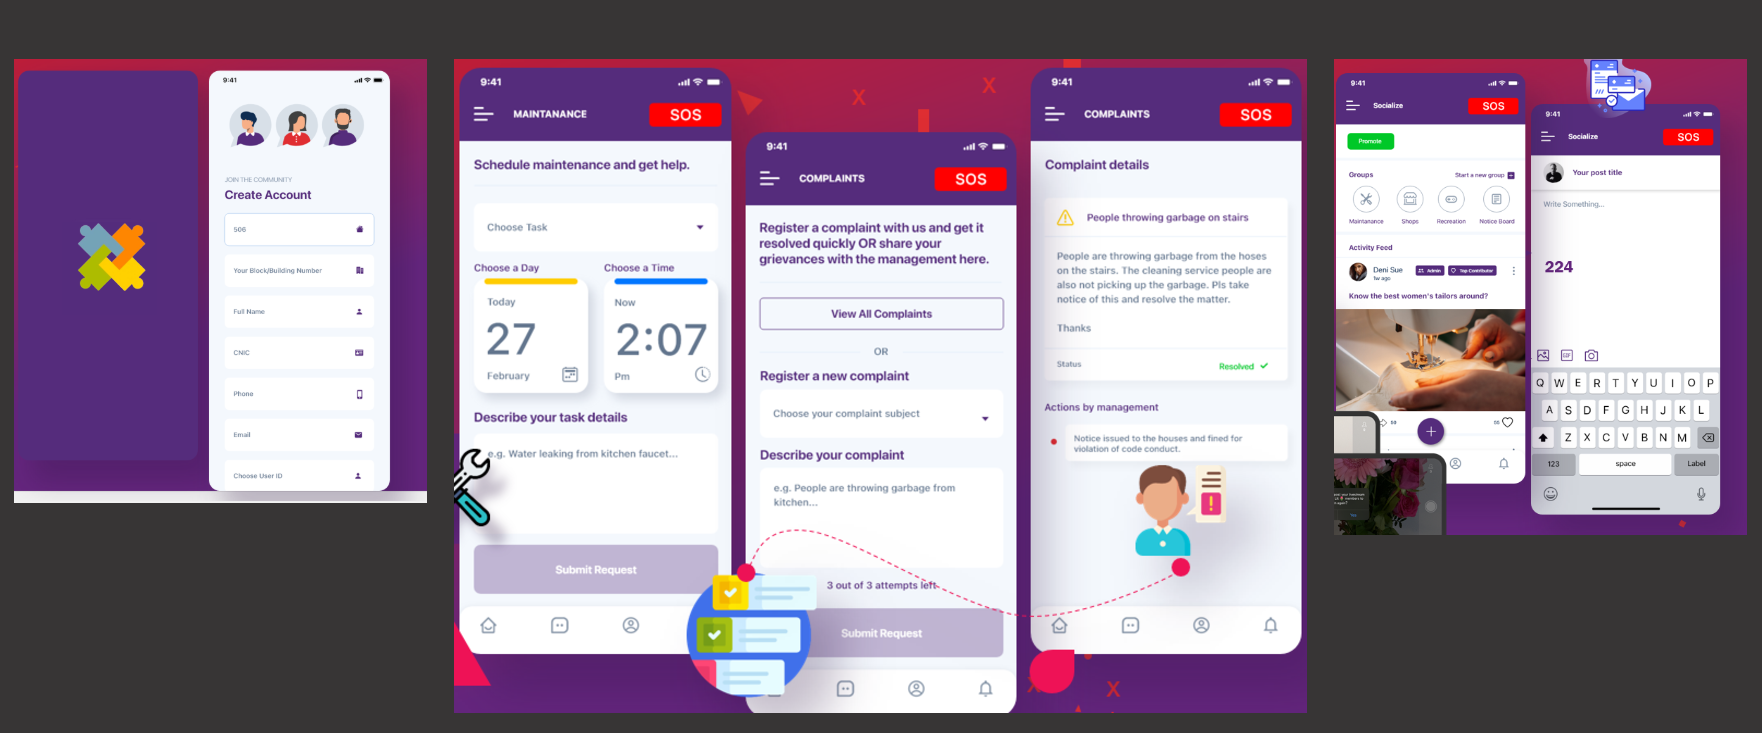 9:41
JOIN THE COMMUNITY
Create Account
506
Your Block/Building Number
Full Name
CNIC
Phone
Email
Choose User ID
9:41
MAINTANANCE
SOS
Schedule maintenance and get help.
Choose Task
Choose a Day
Choose a Time
Today
27
February
Now
2:07
Pm
Describe your task details
e.g. Water leaking from kitchen faucet...
Submit Request
9:41
COMPLAINTS
SOS
Register a complaint with us and get it
resolved quickly OR share your
grievances with the management here.
View All Complaints
OR
Register a new complaint
Choose your complaint subject
Describe your complaint
e.g. People are throwing garbage from
kitchen...
3 out of 3 attempts left
Submit Request
9:41
COMPLAINTS
SOS
Complaint details
People throwing garbage on stairs
People are throwing garbage from the hoses
on the stairs. The cleaning service people are
also not picking up the garbage. Pls take
notice of this and resolve the matter.
Thanks
Status
Resolved
Actions by management
Notice issued to the houses and fined for
violation of code conduct.
9:41
Socialize
SOS
Promote
Groups
Start a new group
Maintanance
Shops
Recreation
Notice Board
Activity Feed
Deni Sue
Admin
Top Contributor
1w ago
Know the best women's tailors around?
9:41
Socialize
SOS
Your post title
Write Something...
224
GIF
Q W E R T Y U I O P
A S D F G H J K L
Z X C V B N M
123
space
Label